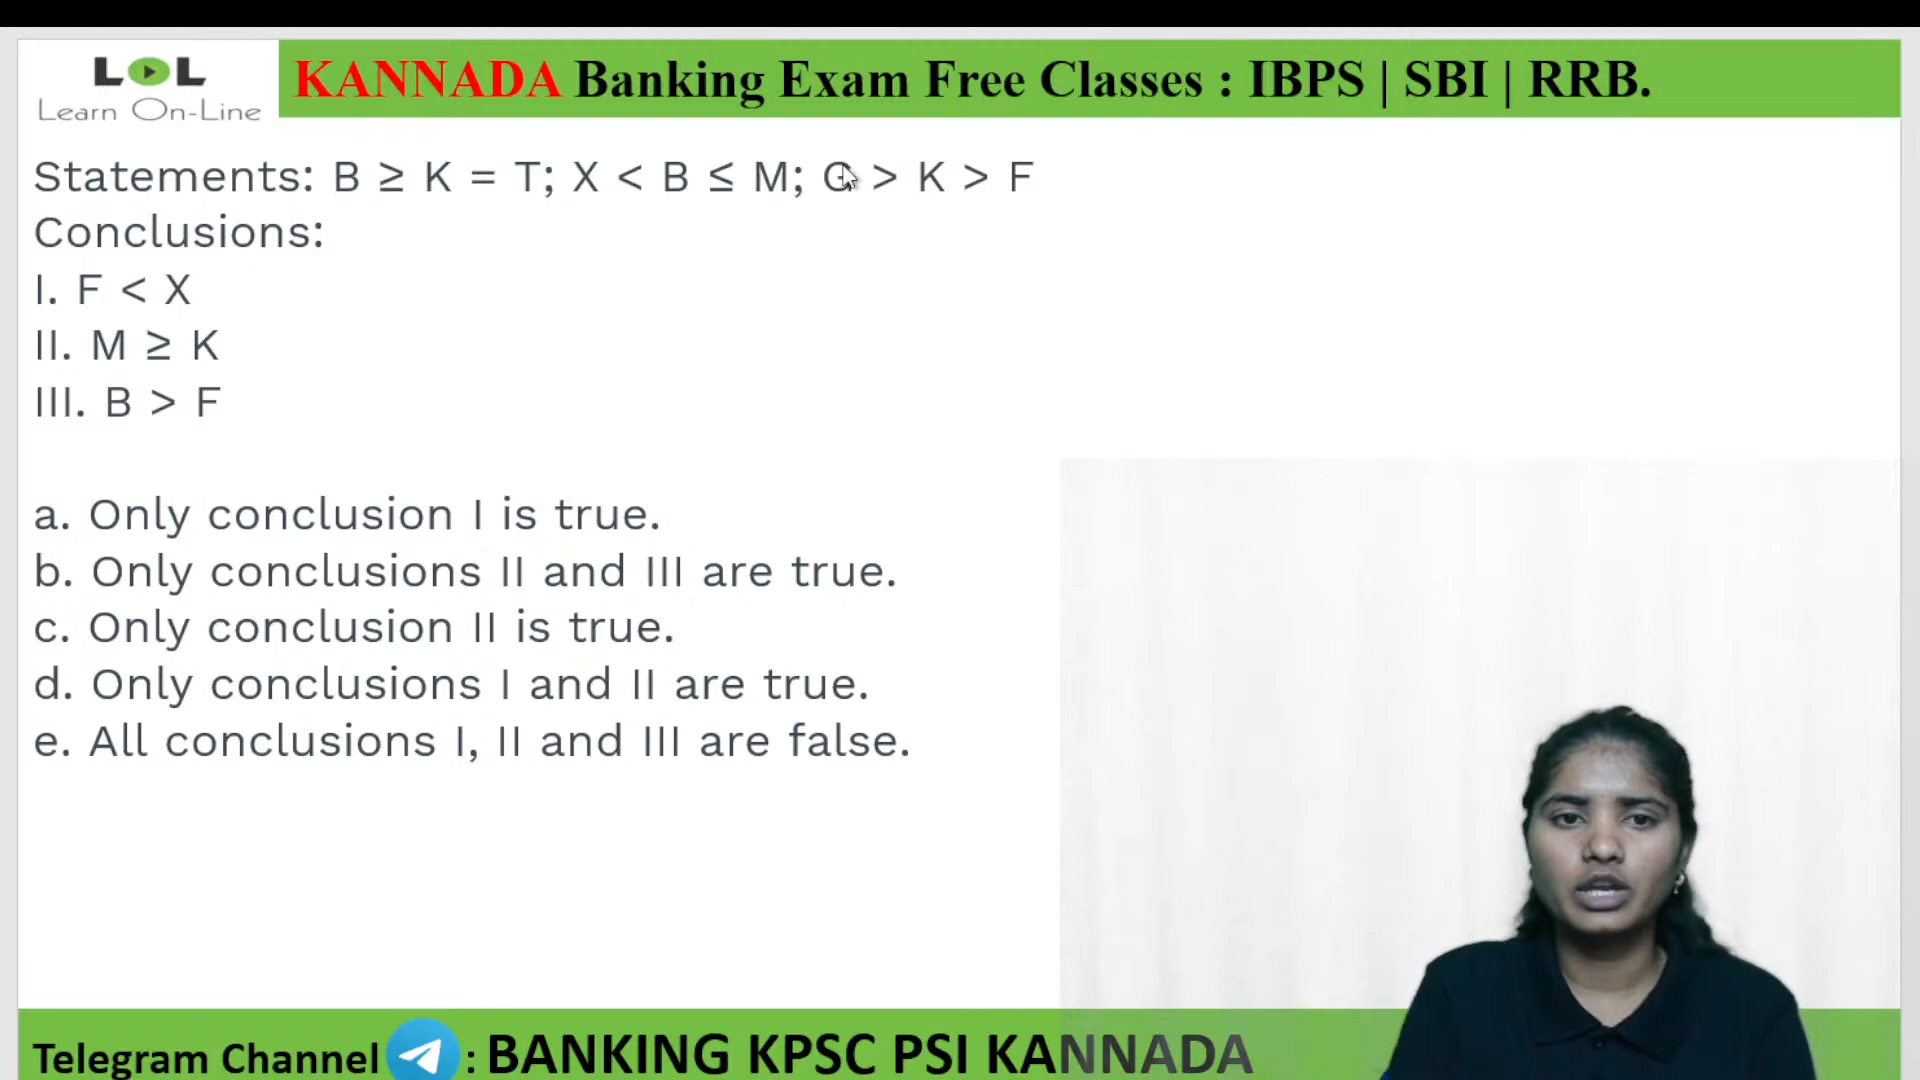 LOL
Learn On-Line
KANNADA Banking Exam Free Classes : IBPS | SBI | RRB.
Statements: B ≥ K = T; X < B ≤ M; G > K > F
Conclusions:
I. F < X
II. M ≥ K
III. B > F
a. Only conclusion I is true.
b. Only conclusions II and III are true.
c. Only conclusion II is true.
d. Only conclusions I and II are true.
e. All conclusions I, II and III are false.
Telegram Channel : BANKING KPSC PSI KANNADA